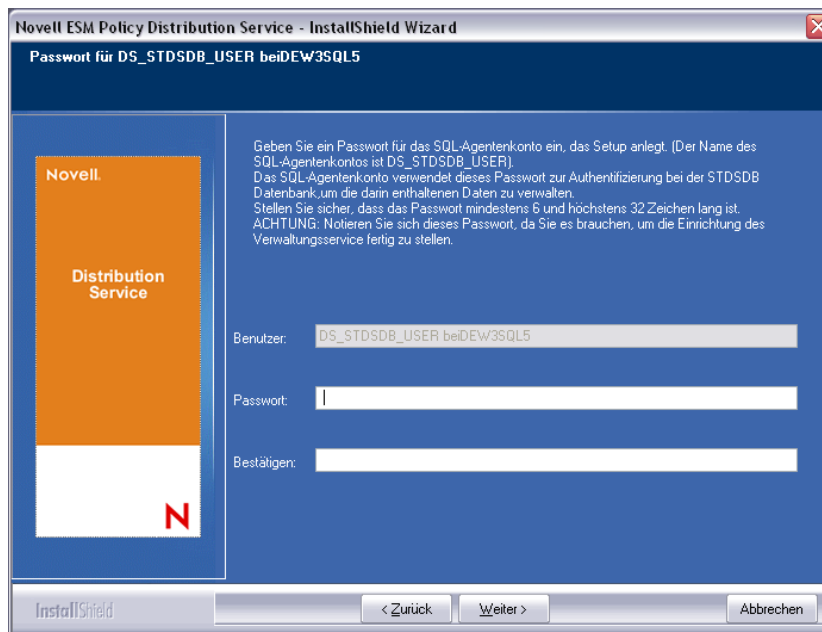 Novell ESM Policy Distribution Service - InstallShield Wizard
Passwort für DS_STDSDB_USER beiDEW3SQL5
Geben Sie ein Passwort für das SQL-Agentenkonto ein, das Setup anlegt. (Der Name des
SQL-Agentenkontos ist DS_STDSDB_USER).
Das SQL-Agentenkonto verwendet dieses Passwort zur Authentifizierung bei der STDSDB
Datenbank,um die darin enthaltenen Daten zu verwalten.
Stellen Sie sicher, dass das Passwort mindestens 6 und höchstens 32 Zeichen lang ist.
ACHTUNG: Notieren Sie sich dieses Passwort, da Sie es brauchen, um die Einrichtung des
Verwaltungsservice fertig zu stellen.
Novell.
Distribution
Service
N
Benutzer:
DS_STDSDB_USER beiDEW3SQL5
Passwort:
Bestätigen:
InstallShield
< Zurück
Weiter >
Abbrechen